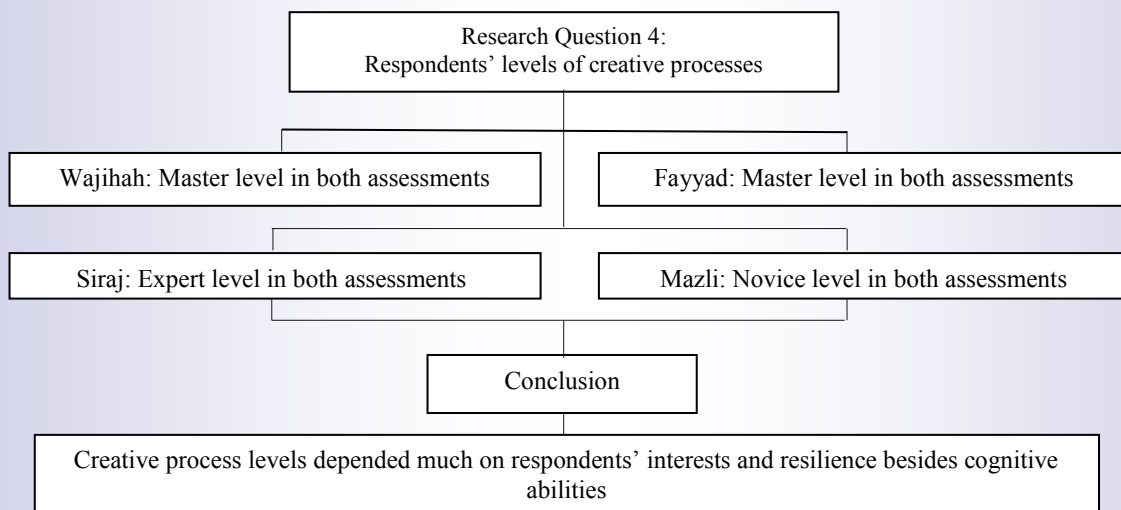 Research Question 4:
Respondents’ levels of creative processes
Wajihah: Master level in both assessments
Fayyad: Master level in both assessments
Siraj: Expert level in both assessments
Mazli: Novice level in both assessments
Conclusion
Creative process levels depended much on respondents’ interests and resilience besides cognitive
abilities